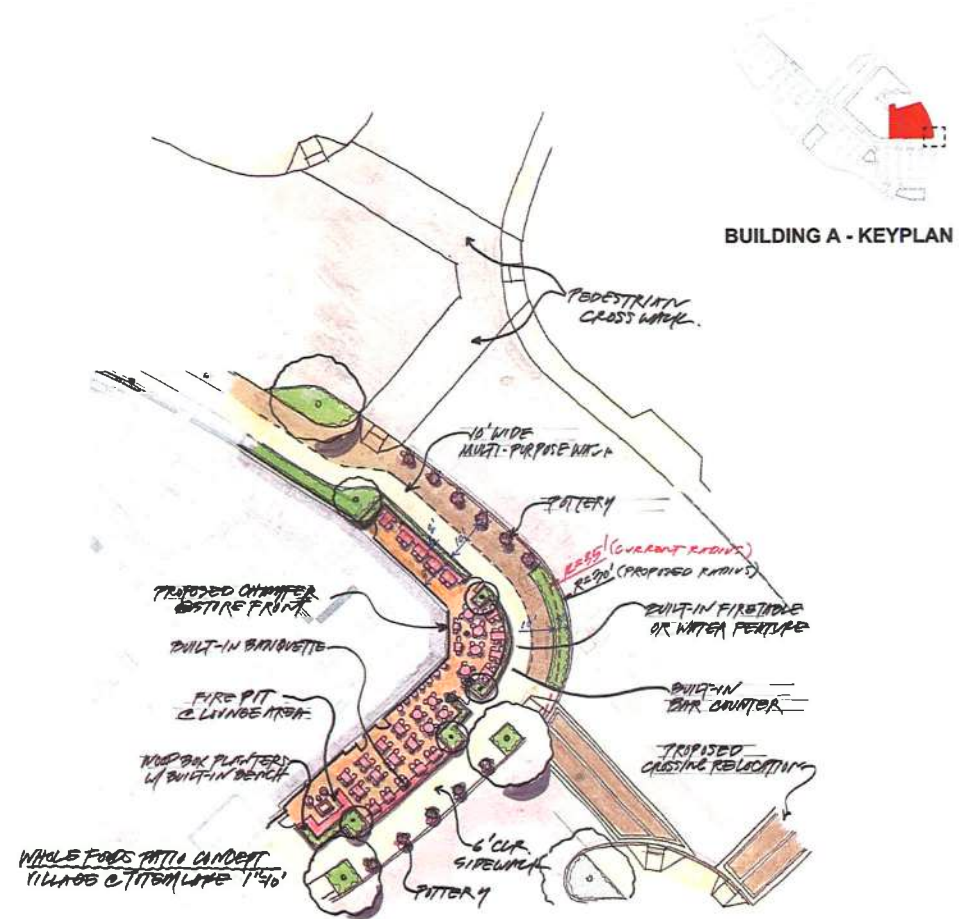 BUILDING A - KEYPLAN
PEDESTRIAN
CROSS WALK.
10' WIDE
MULTI-PURPOSE WALK
POTTERY
R=35' (CURRENT RADIUS)
R=30' (PROPOSED RADIUS)
PROPOSED CHAMFER
@ STORE FRONT
BUILT-IN FIRETABLE
OR WATER FEATURE
BUILT-IN BANQUETTE
BUILT-IN
BAR COUNTER
FIRE PIT
@ LOUNGE AREA
WOOD BOX PLANTERS
W/ BUILT-IN BENCH
PROPOSED
CROSSING RELOCATION
6' CLR.
SIDEWALK
POTTERY
WHOLE FOODS PATIO CONCEPT
VILLAGE @ TOTEM LAKE 1"=10'